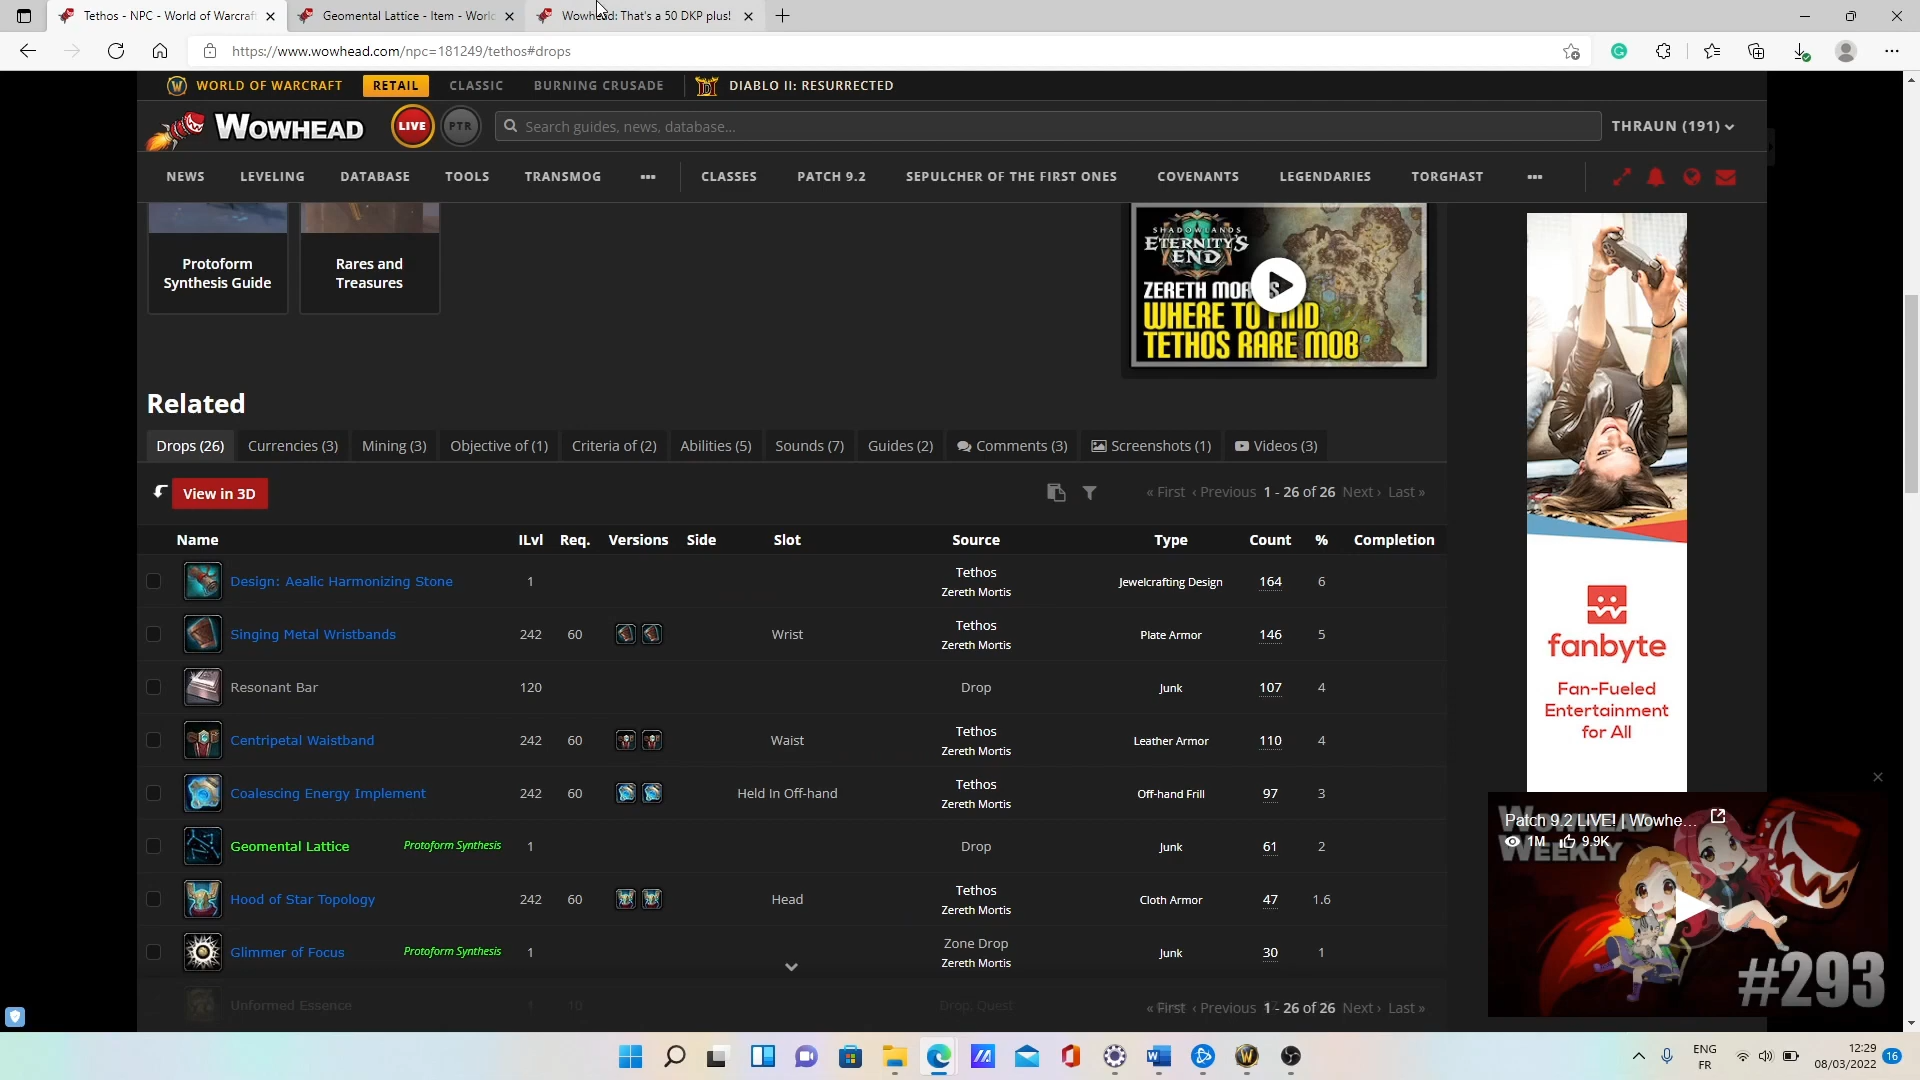 Tethos - NPC - World of Warcraf
Geomental Lattice - Item - Worl
Wowhead: That's a 50 DKP plus!
https://www.wowhead.com/npc=181249/tethos#drops
WORLD OF WARCRAFT RETAIL CLASSIC BURNING CRUSADE DIABLO II: RESURRECTED
WOWHEAD LIVE PTR Search guides, news, database... THRAUN (191)
NEWS LEVELING DATABASE TOOLS TRANSMOG ••• CLASSES PATCH 9.2 SEPULCHER OF THE FIRST ONES COVENANTS LEGENDARIES TORGHAST •••
Protoform
Synthesis Guide
Rares and
Treasures
SHADOWLANDS
ETERNITY'S
END
ZERETH MORTIS
WHERE TO FIND
TETHOS RARE MOB
Related
Drops (26) Currencies (3) Mining (3) Objective of (1) Criteria of (2) Abilities (5) Sounds (7) Guides (2) Comments (3) Screenshots (1) Videos (3)
View in 3D « First ‹ Previous 1 - 26 of 26 Next › Last »
Name ILvl Req. Versions Side Slot Source Type Count % Completion
Design: Aealic Harmonizing Stone 1 Tethos Zereth Mortis Jewelcrafting Design 164 6
Singing Metal Wristbands 242 60 Wrist Tethos Zereth Mortis Plate Armor 146 5
Resonant Bar 120 Drop Junk 107 4
Centripetal Waistband 242 60 Waist Tethos Zereth Mortis Leather Armor 110 4
Coalescing Energy Implement 242 60 Held In Off-hand Tethos Zereth Mortis Off-hand Frill 97 3
Geomental Lattice Protoform Synthesis 1 Drop Junk 61 2
Hood of Star Topology 242 60 Head Tethos Zereth Mortis Cloth Armor 47 1.6
Glimmer of Focus Protoform Synthesis 1 Zone Drop Zereth Mortis Junk 30 1
Unformed Essence 1 10 Drop, Quest
« First ‹ Previous 1 - 26 of 26 Next › Last »
fanbyte
Fan-Fueled
Entertainment
for All
Patch 9.2 LIVE! | Wowhe...
1M 9.9K
WOWHEAD
WEEKLY
#293
ENG
FR
12:29
08/03/2022
16